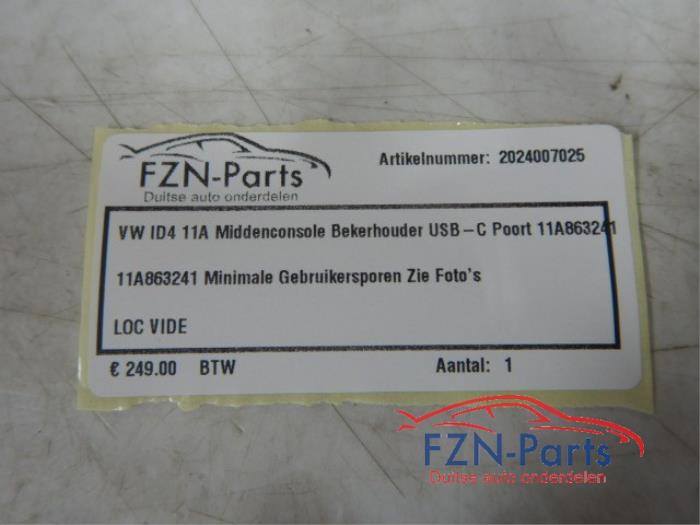 FZN-Parts
Duitse auto onderdelen
Artikelnummer: 2024007025
VW ID4 11A Middenconsole Bekerhouder USB-C Poort 11A863241
11A863241 Minimale Gebruikersporen Zie Foto's
LOC VIDE
€ 249.00 BTW
Aantal: 1
FZN-Parts
Duitse auto onderdelen